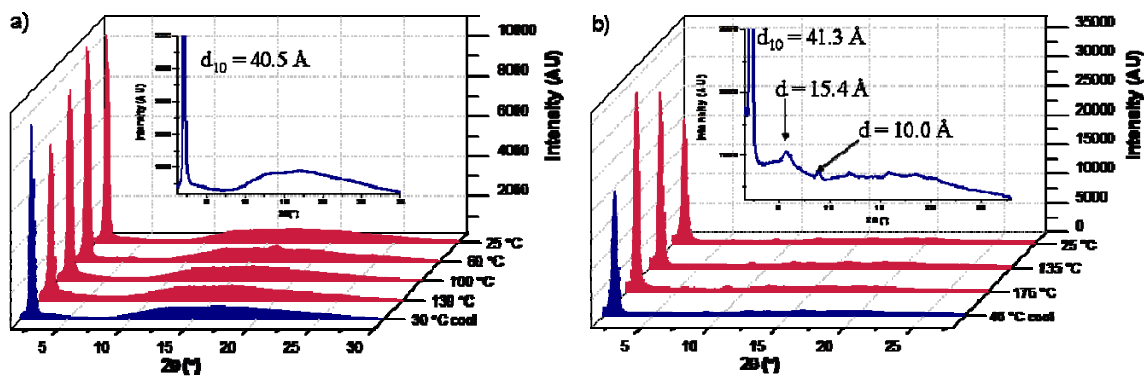 a)
d10 = 40.5 Å
10000
8000
6000
4000
2000
Intensity (AU)
25 °C
60 °C
100 °C
130 °C
30 °C cool
5 10 15 20 25 30
2θ (°)
b)
d10 = 41.3 Å
d = 15.4 Å
d = 10.0 Å
35000
30000
25000
20000
15000
10000
5000
0
Intensity (AU)
25 °C
135 °C
175 °C
5 10 15 20 25
2θ (°)